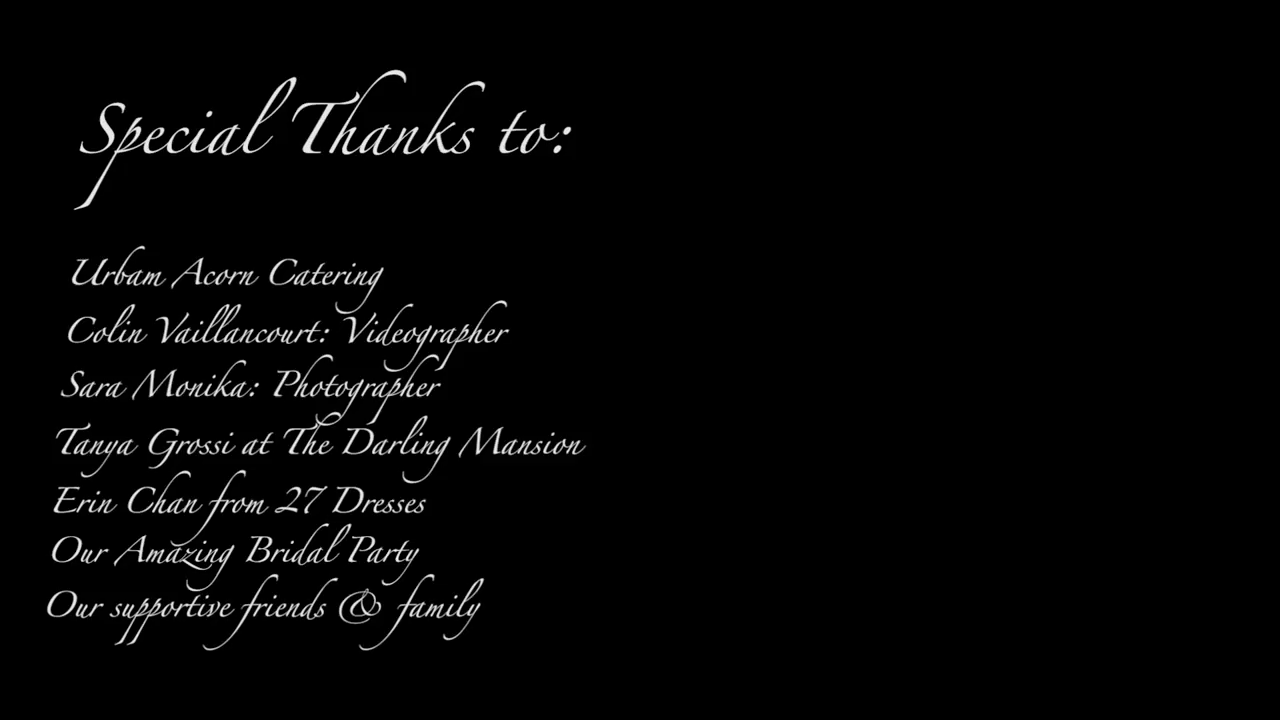 Special Thanks to:
Urbam Acorn Catering
Colin Vaillancourt: Videographer
Sara Monika: Photographer
Tanya Grossi at The Darling Mansion
Erin Chan from 27 Dresses
Our Amazing Bridal Party
Our supportive friends & family